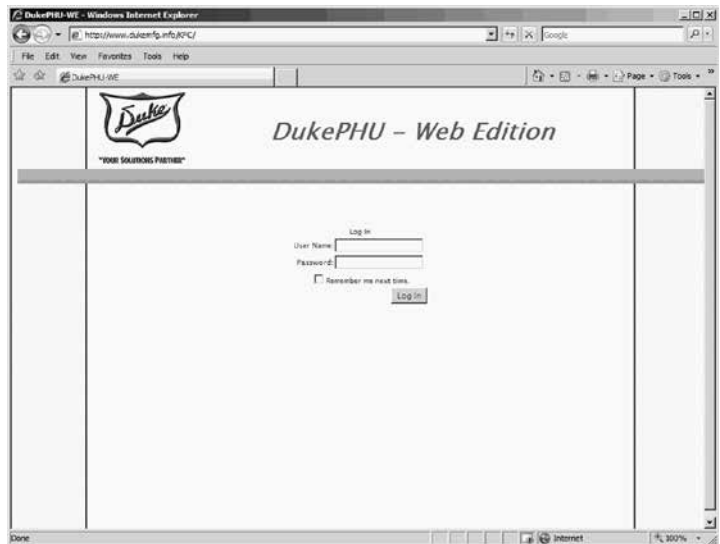 DukePHU-WE - Windows Internet Explorer
http://www.dukemfg.info/KFC/
Google
File Edit View Favorites Tools Help
DukePHU-WE
Page Tools
Duke
"YOUR SOLUTIONS PARTNER"
DukePHU – Web Edition
Log In
User Name:
Password:
Remember me next time.
Log In
Done
Internet
100%